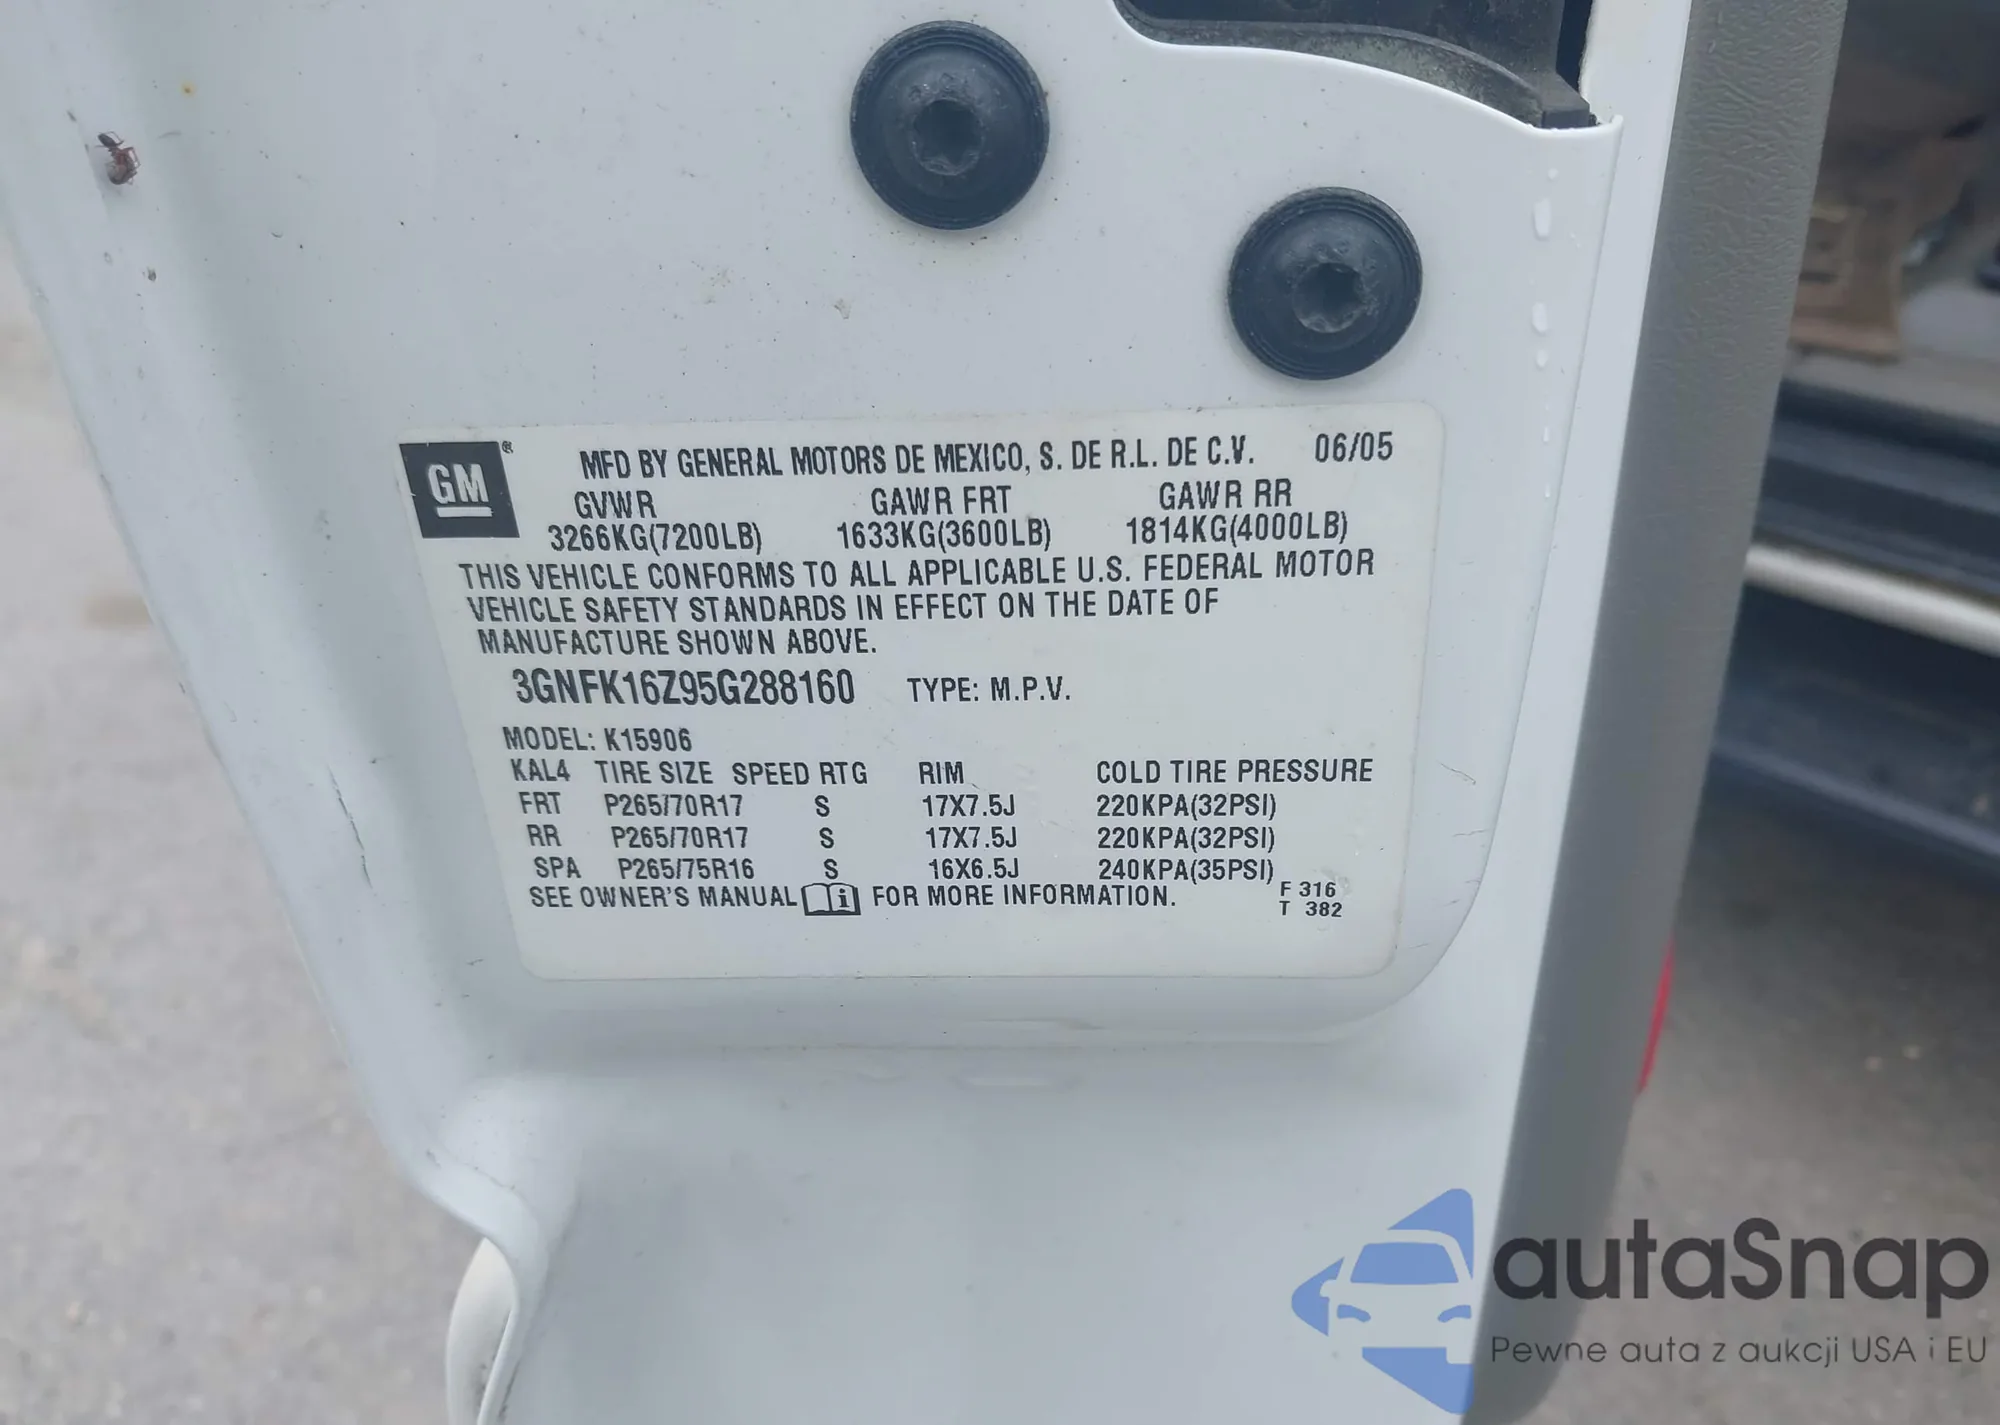 GM ® MFD BY GENERAL MOTORS DE MEXICO, S. DE R.L. DE C.V. 06/05
GVWR GAWR FRT GAWR RR
3266KG(7200LB) 1633KG(3600LB) 1814KG(4000LB)
THIS VEHICLE CONFORMS TO ALL APPLICABLE U.S. FEDERAL MOTOR
VEHICLE SAFETY STANDARDS IN EFFECT ON THE DATE OF
MANUFACTURE SHOWN ABOVE.
3GNFK16Z95G288160 TYPE: M.P.V.
MODEL: K15906
KAL4 TIRE SIZE SPEED RTG RIM COLD TIRE PRESSURE
FRT P265/70R17 S 17X7.5J 220KPA(32PSI)
RR P265/70R17 S 17X7.5J 220KPA(32PSI)
SPA P265/75R16 S 16X6.5J 240KPA(35PSI)
SEE OWNER'S MANUAL i FOR MORE INFORMATION. F 316
T 382
autaSnap
Pewne auta z aukcji USA i EU